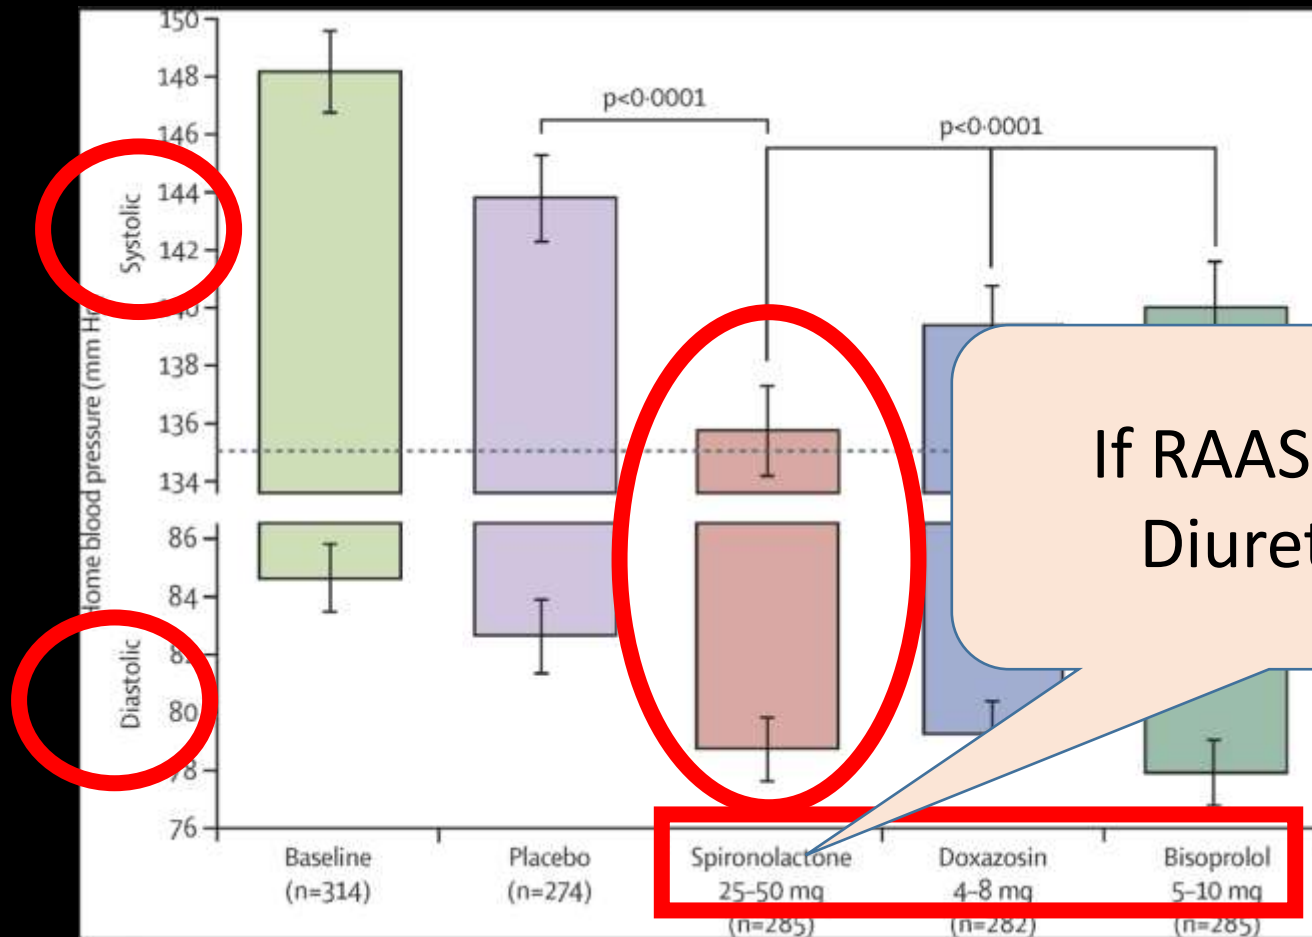 150
148
146
144
142
138
136
134
86
84
80
78
76
Systolic
Diastolic
Home blood pressure (mm
p<0·0001
p<0·0001
If RAAS
Baseline
(n=314)
Placebo
(n=274)
Spironolactone
25–50 mg
(n=285)
Doxazosin
4–8 mg
(n=282)
Bisoprolol
5–10 mg
(n=285)